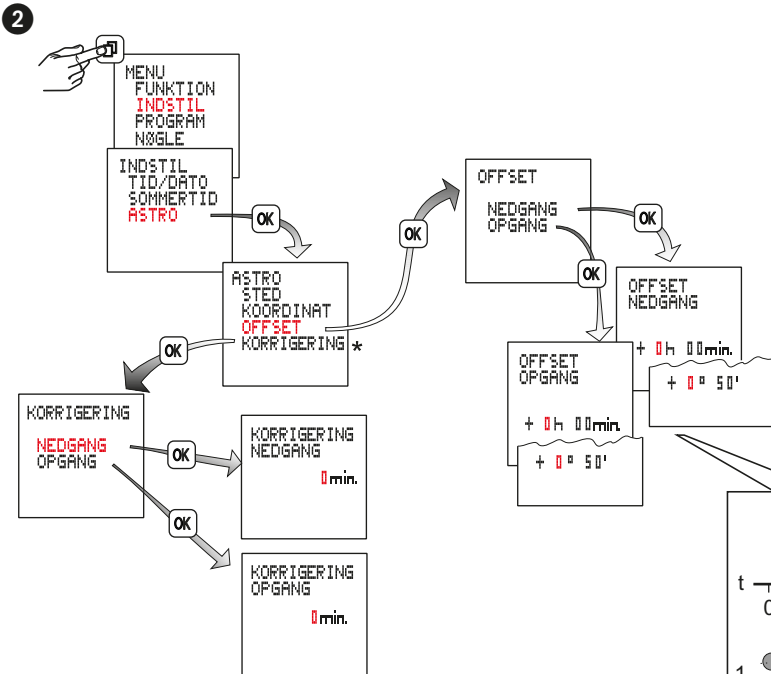 2
MENU
FUNKTION
INDSTIL
PROGRAM
NØGLE
INDSTIL
TID/DATO
SOMMERTID
ASTRO
OK
ASTRO
STED
KOORDINAT
OFFSET
KORRIGERING *
OK
OFFSET
NEDGANG
OPGANG
OK
OK
OFFSET
NEDGANG
+ 0h 00min.
+ 0° 50'
OFFSET
OPGANG
+ 0h 00min.
+ 0° 50'
OK
KORRIGERING
NEDGANG
OPGANG
OK
OK
KORRIGERING
NEDGANG
0min.
KORRIGERING
OPGANG
0min.
t
1